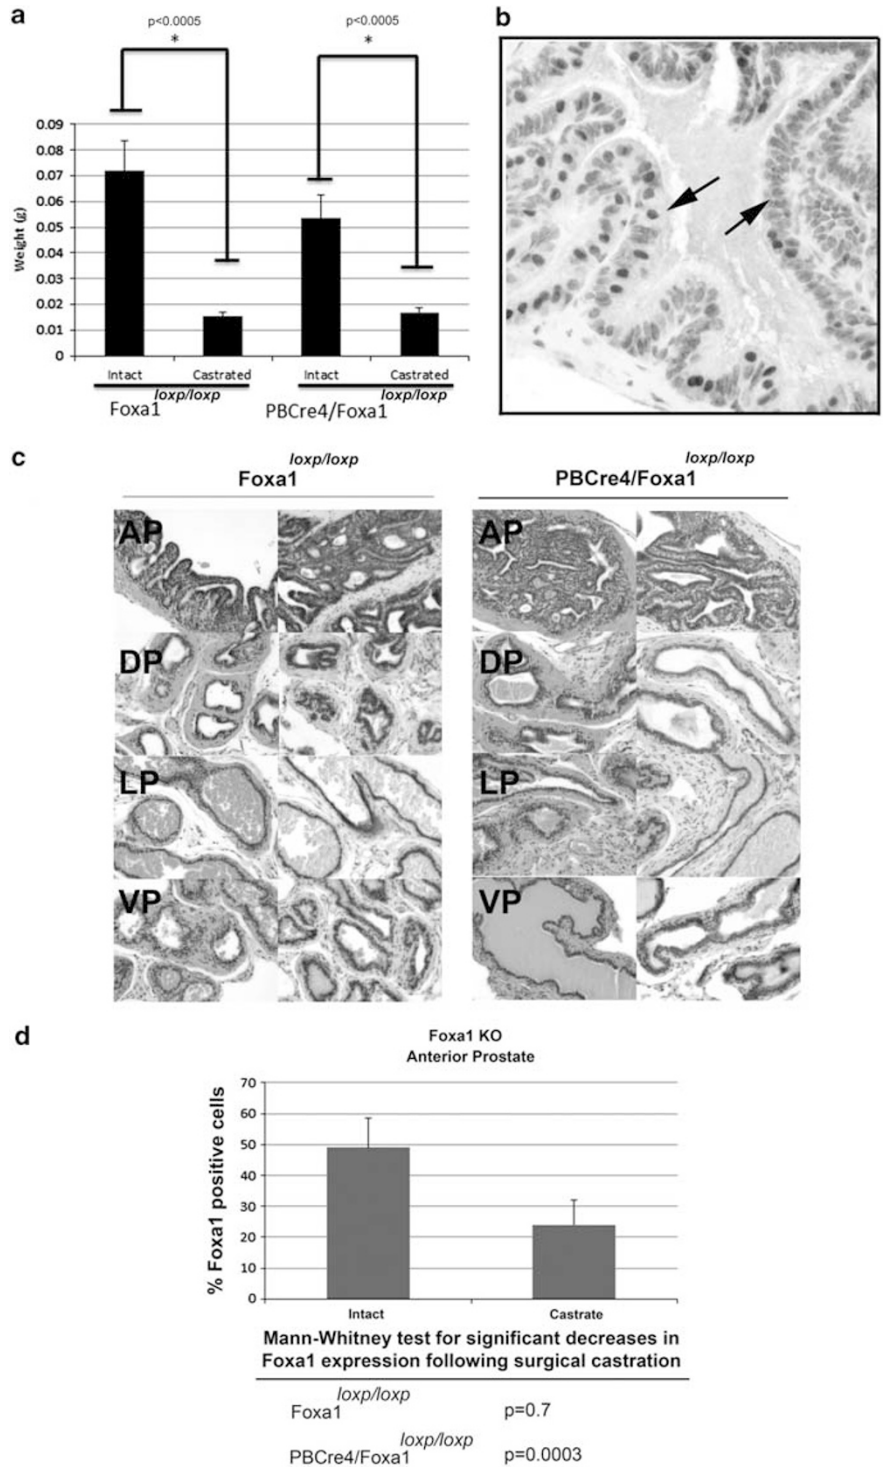 a
p<0.0005
*
p<0.0005
*
0.09
0.08
0.07
0.06
0.05
0.04
0.03
0.02
0.01
0
Weight (g)
Intact
Castrated
Intact
Castrated
Foxa1 loxp/loxp
PBCre4/Foxa1 loxp/loxp
b
c
Foxa1 loxp/loxp
PBCre4/Foxa1 loxp/loxp
AP
AP
DP
DP
LP
LP
VP
VP
d
Foxa1 KO
Anterior Prostate
70
60
50
40
30
20
10
0
% Foxa1 positive cells
Intact
Castrate
Mann-Whitney test for significant decreases in
Foxa1 expression following surgical castration
Foxa1 loxp/loxp p=0.7
PBCre4/Foxa1 loxp/loxp p=0.0003